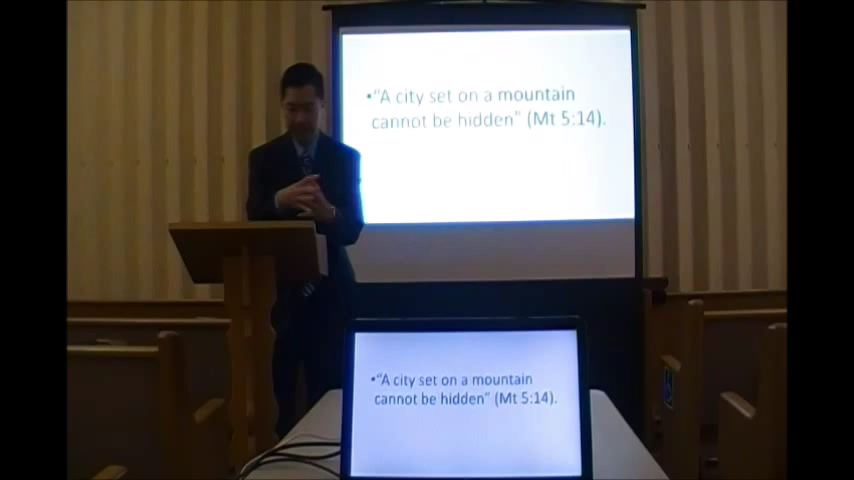 •"A city set on a mountain
cannot be hidden" (Mt 5:14).
•"A city set on a mountain
cannot be hidden" (Mt 5:14).